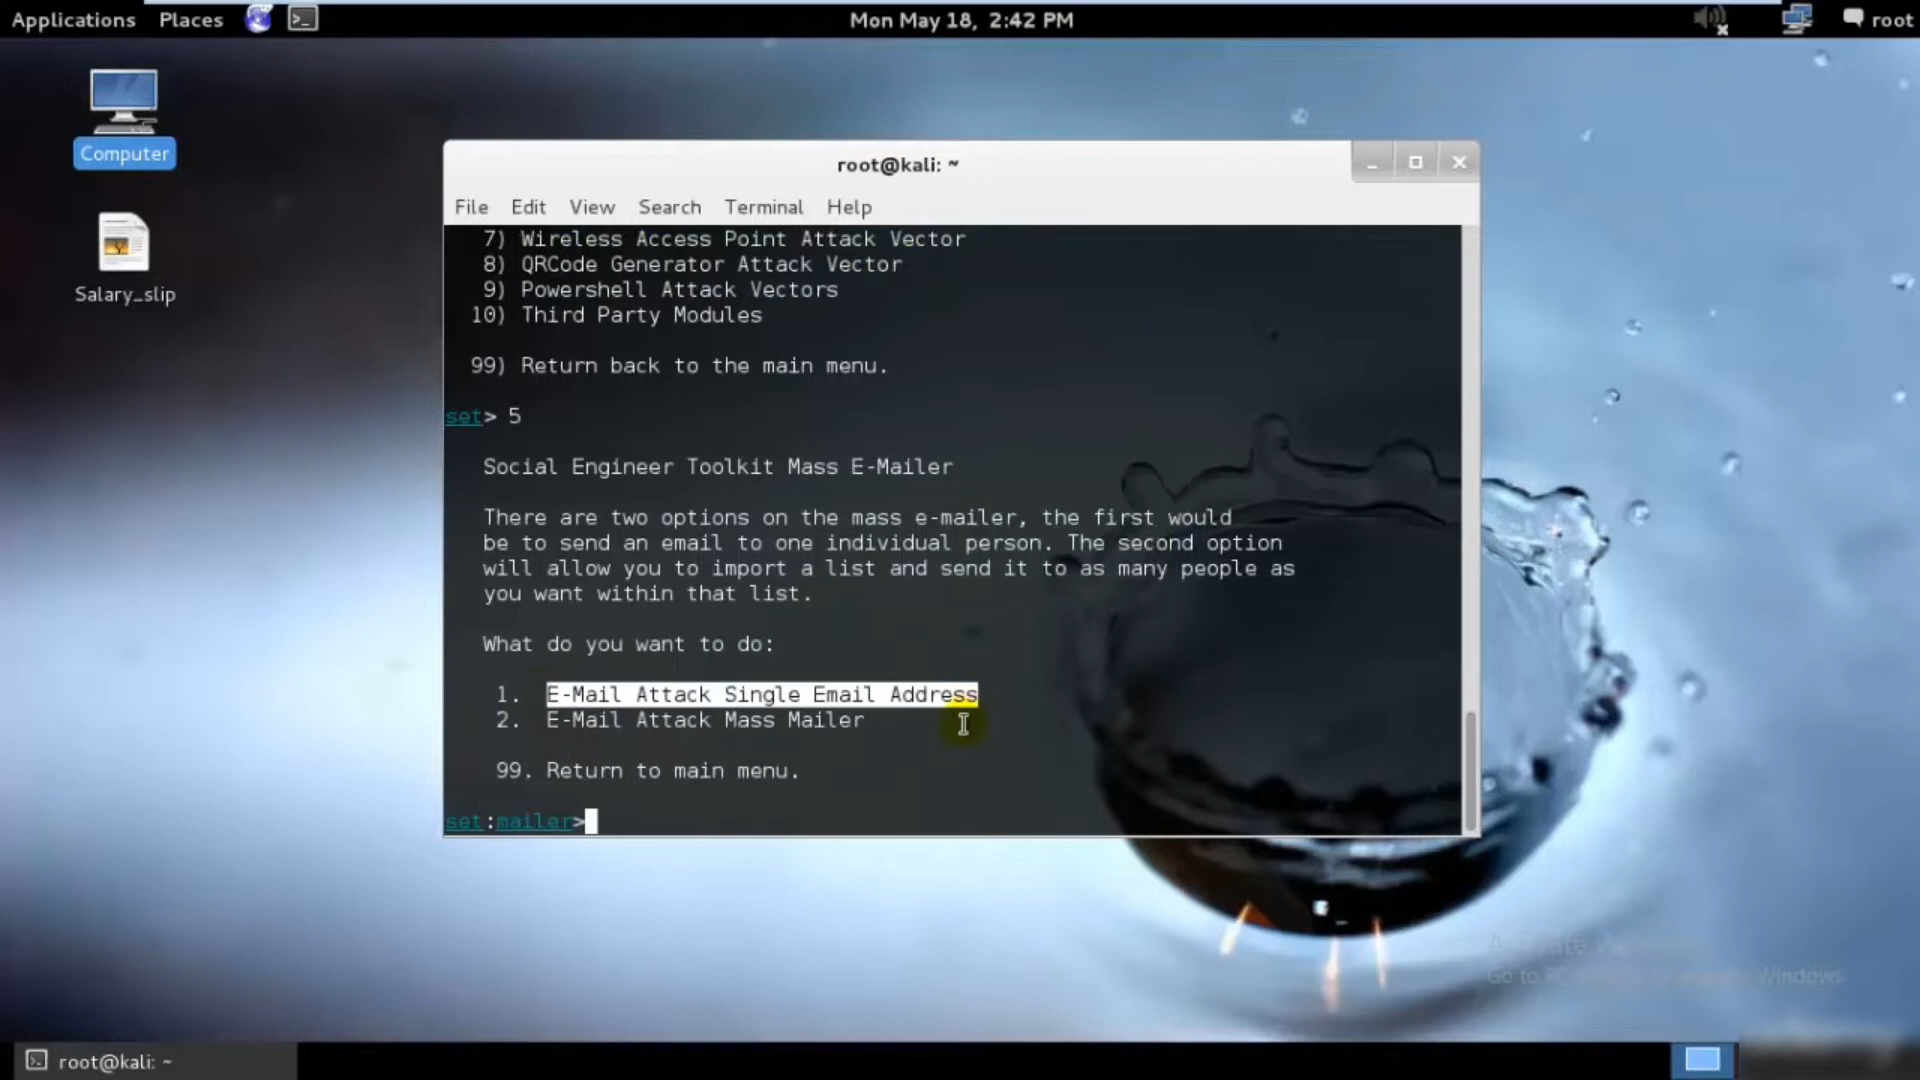 Applications Places Mon May 18, 2:42 PM root
Computer
Salary_slip
root@kali: ~
File Edit View Search Terminal Help
7) Wireless Access Point Attack Vector
8) QRCode Generator Attack Vector
9) Powershell Attack Vectors
10) Third Party Modules
99) Return back to the main menu.
set> 5
Social Engineer Toolkit Mass E-Mailer
There are two options on the mass e-mailer, the first would
be to send an email to one individual person. The second option
will allow you to import a list and send it to as many people as
you want within that list.
What do you want to do:
1. E-Mail Attack Single Email Address
2. E-Mail Attack Mass Mailer
99. Return to main menu.
set:mailer>
Windows
root@kali: ~